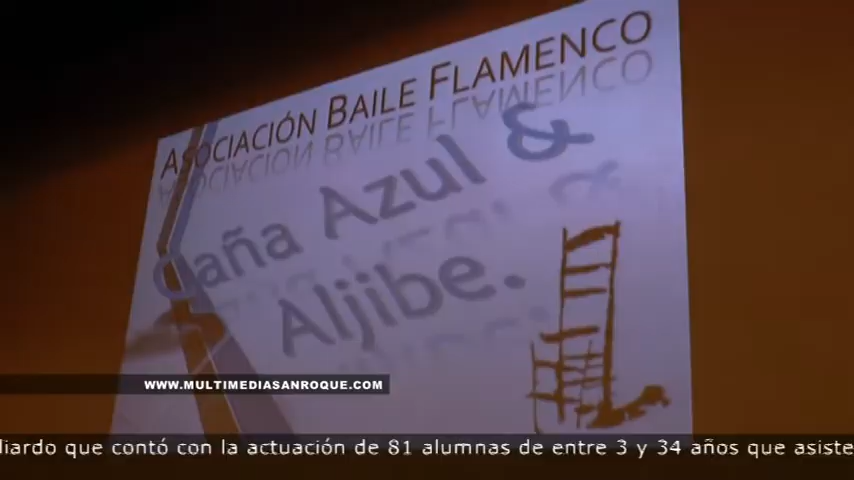 ASOCIACIÓN BAILE FLAMENCO
Caña Azul &
Aljibe.
WWW.MULTIMEDIASANROQUE.COM
liardo que contó con la actuación de 81 alumnas de entre 3 y 34 años que asiste